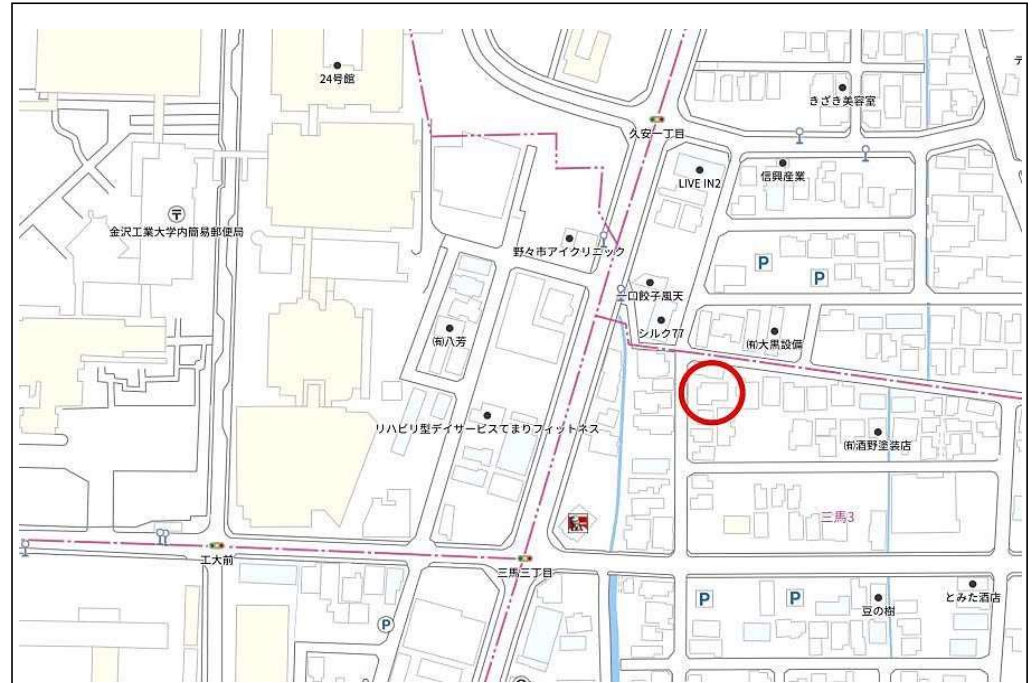 24号館
きざき美容室
久安一丁目
LIVE IN2
信興産業
金沢工業大学内簡易郵便局
野々市アイクリニック
P
P
一口餃子風天
シルク77
㈲八芳
㈲大黒設備
リハビリ型デイサービスてまりフィットネス
㈲酒野塗装店
三馬3
工大前
三馬三丁目
P
P
P
豆の樹
とみた酒店